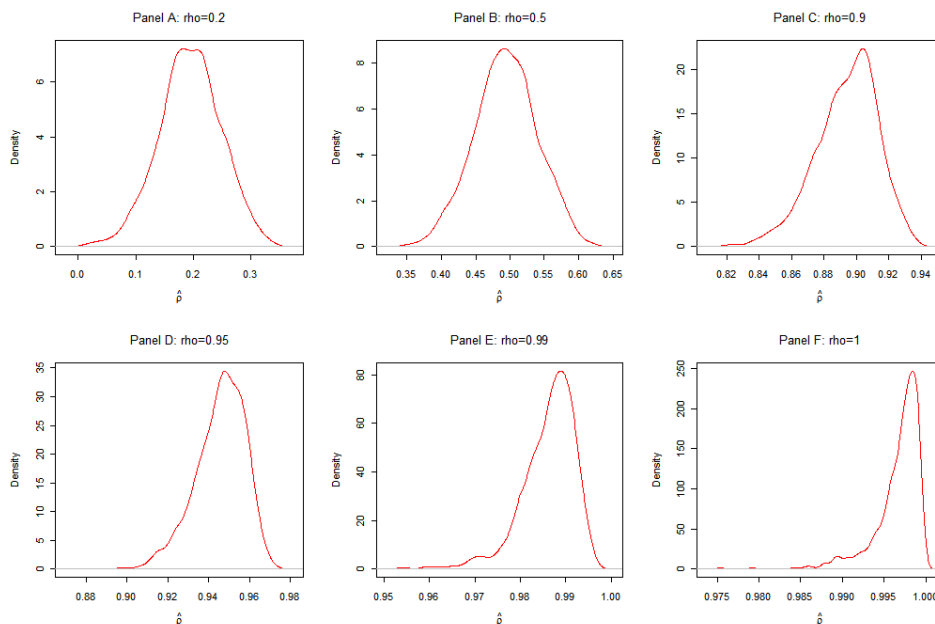 Panel A: rho=0.2
Density
0
2
4
6
0.0 0.1 0.2 0.3
ρ̂
Panel B: rho=0.5
Density
0
2
4
6
8
0.35 0.40 0.45 0.50 0.55 0.60 0.65
ρ̂
Panel C: rho=0.9
Density
0
5
10
15
20
0.82 0.84 0.86 0.88 0.90 0.92 0.94
ρ̂
Panel D: rho=0.95
Density
0
5
10
15
20
25
30
35
0.88 0.90 0.92 0.94 0.96 0.98
ρ̂
Panel E: rho=0.99
Density
0
20
40
60
80
0.95 0.96 0.97 0.98 0.99 1.00
ρ̂
Panel F: rho=1
Density
0
50
100
150
200
250
0.975 0.980 0.985 0.990 0.995 1.000
ρ̂